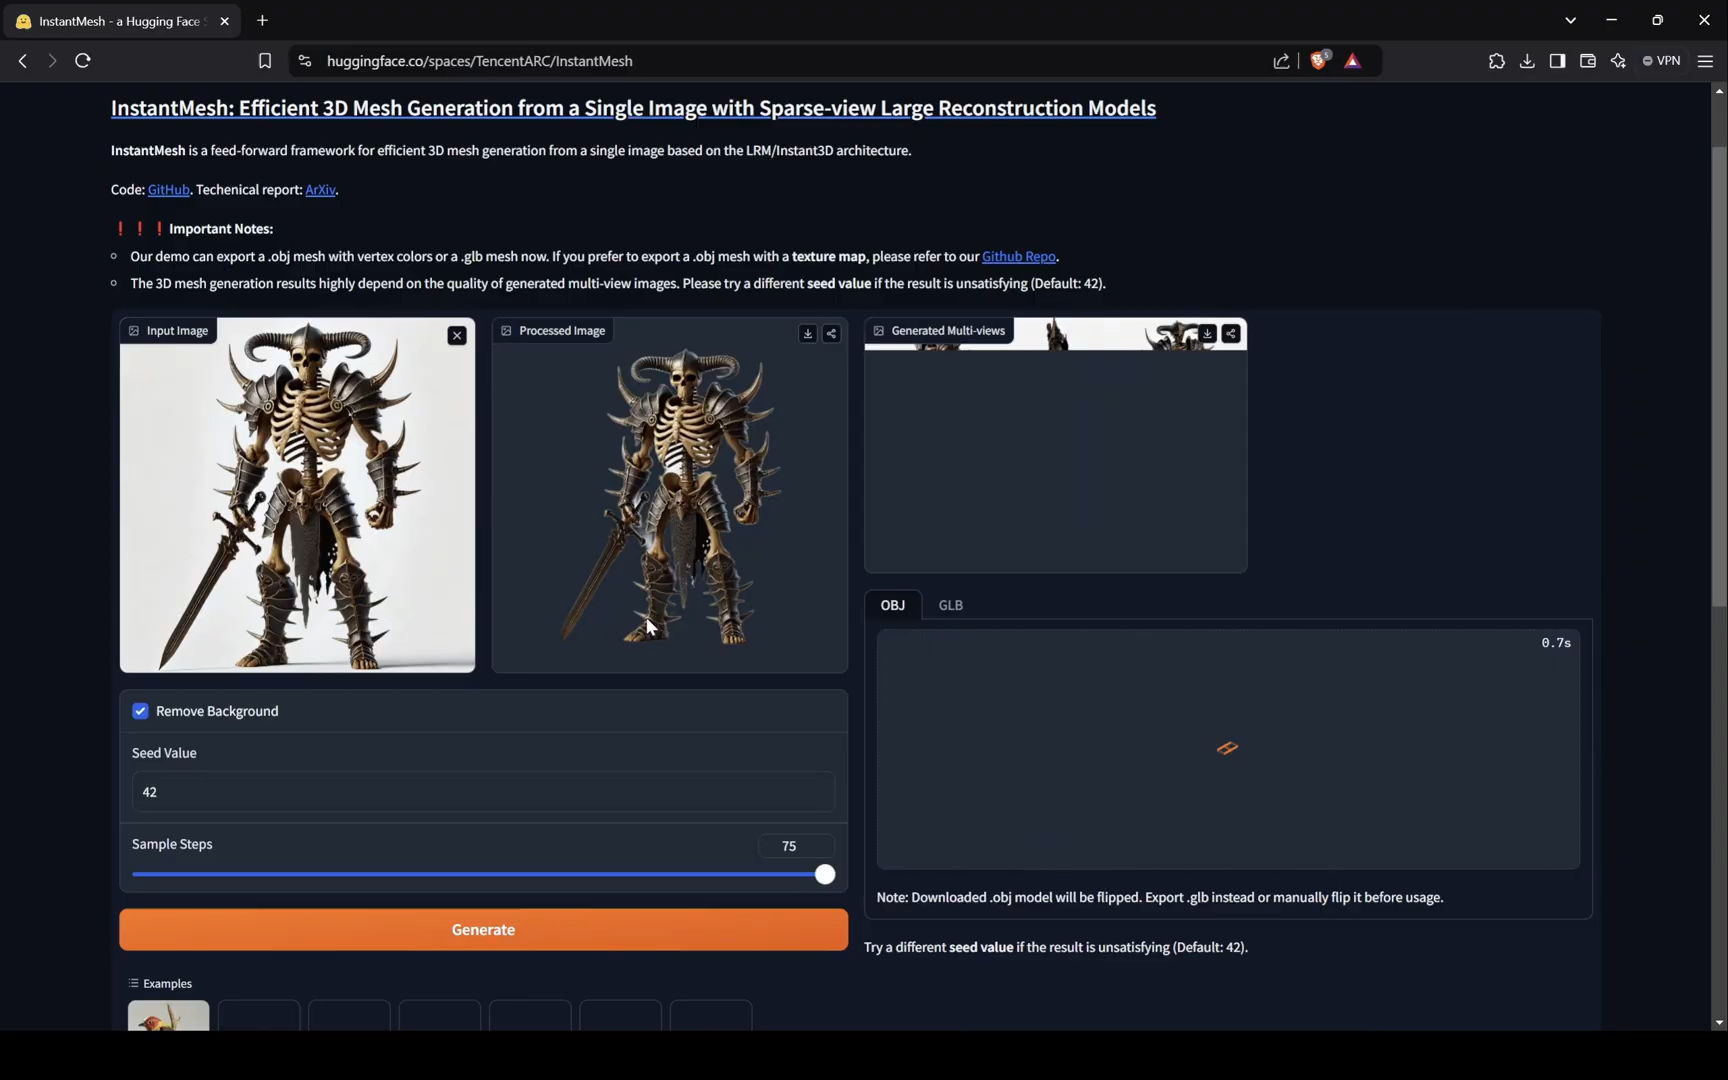 InstantMesh - a Hugging Face S
huggingface.co/spaces/TencentARC/InstantMesh
5
VPN
InstantMesh: Efficient 3D Mesh Generation from a Single Image with Sparse-view Large Reconstruction Models
InstantMesh is a feed-forward framework for efficient 3D mesh generation from a single image based on the LRM/Instant3D architecture.
Code: GitHub. Techenical report: ArXiv.
❗ ❗ ❗ Important Notes:
Our demo can export a .obj mesh with vertex colors or a .glb mesh now. If you prefer to export a .obj mesh with a texture map, please refer to our Github Repo.
The 3D mesh generation results highly depend on the quality of generated multi-view images. Please try a different seed value if the result is unsatisfying (Default: 42).
Input Image
Processed Image
Generated Multi-views
OBJ
GLB
0.7s
Remove Background
Seed Value
42
Sample Steps
75
Note: Downloaded .obj model will be flipped. Export .glb instead or manually flip it before usage.
Generate
Try a different seed value if the result is unsatisfying (Default: 42).
Examples